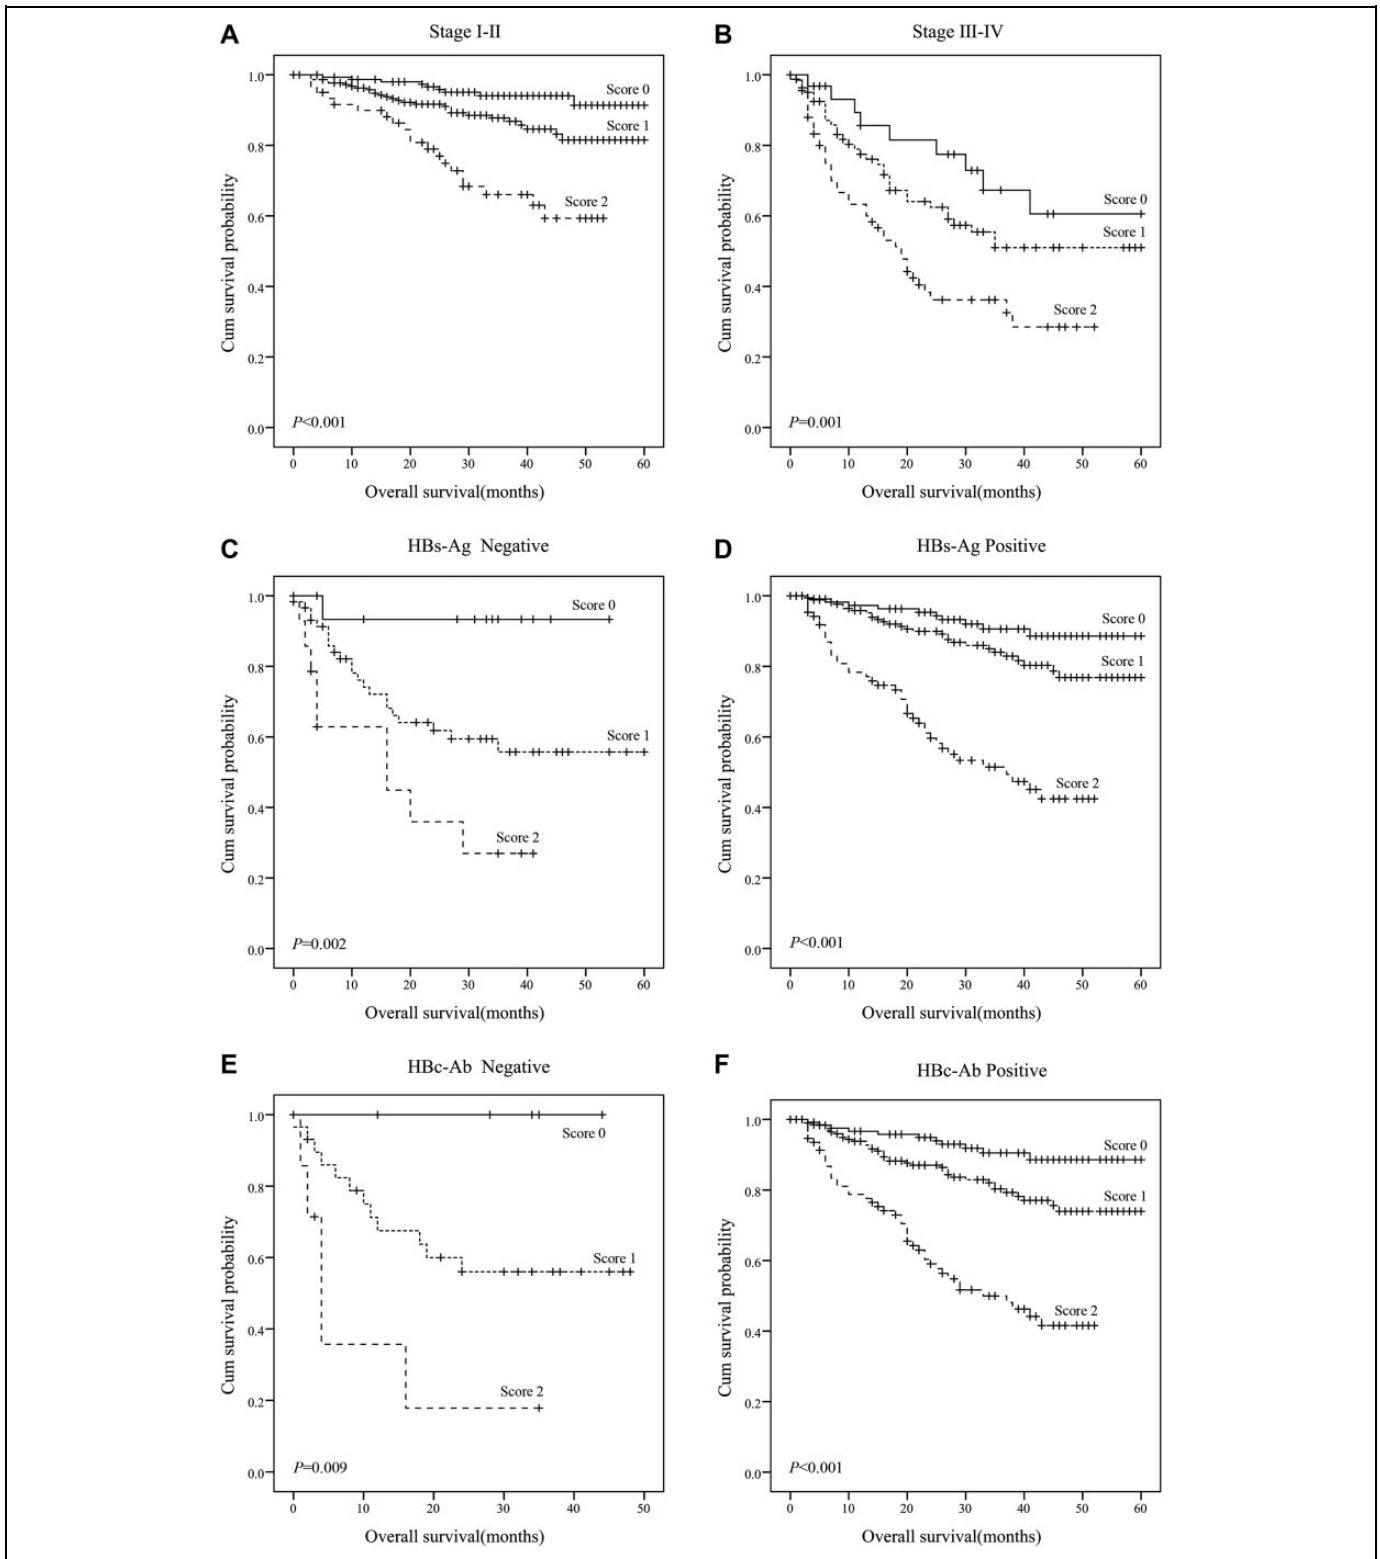 A
Stage I-II
Cum survival probability
1.0
0.8
0.6
0.4
0.2
0.0
Score 0
Score 1
Score 2
P<0.001
0 10 20 30 40 50 60
Overall survival(months)
B
Stage III-IV
Cum survival probability
1.0
0.8
0.6
0.4
0.2
0.0
Score 0
Score 1
Score 2
P=0.001
0 10 20 30 40 50 60
Overall survival(months)
C
HBs-Ag Negative
Cum survival probability
1.0
0.8
0.6
0.4
0.2
0.0
Score 0
Score 1
Score 2
P=0.002
0 10 20 30 40 50 60
Overall survival(months)
D
HBs-Ag Positive
Cum survival probability
1.0
0.8
0.6
0.4
0.2
0.0
Score 0
Score 1
Score 2
P<0.001
0 10 20 30 40 50 60
Overall survival(months)
E
HBc-Ab Negative
Cum survival probability
1.0
0.8
0.6
0.4
0.2
0.0
Score 0
Score 1
Score 2
P=0.009
0 10 20 30 40 50
Overall survival(months)
F
HBc-Ab Positive
Cum survival probability
1.0
0.8
0.6
0.4
0.2
0.0
Score 0
Score 1
Score 2
P<0.001
0 10 20 30 40 50 60
Overall survival(months)